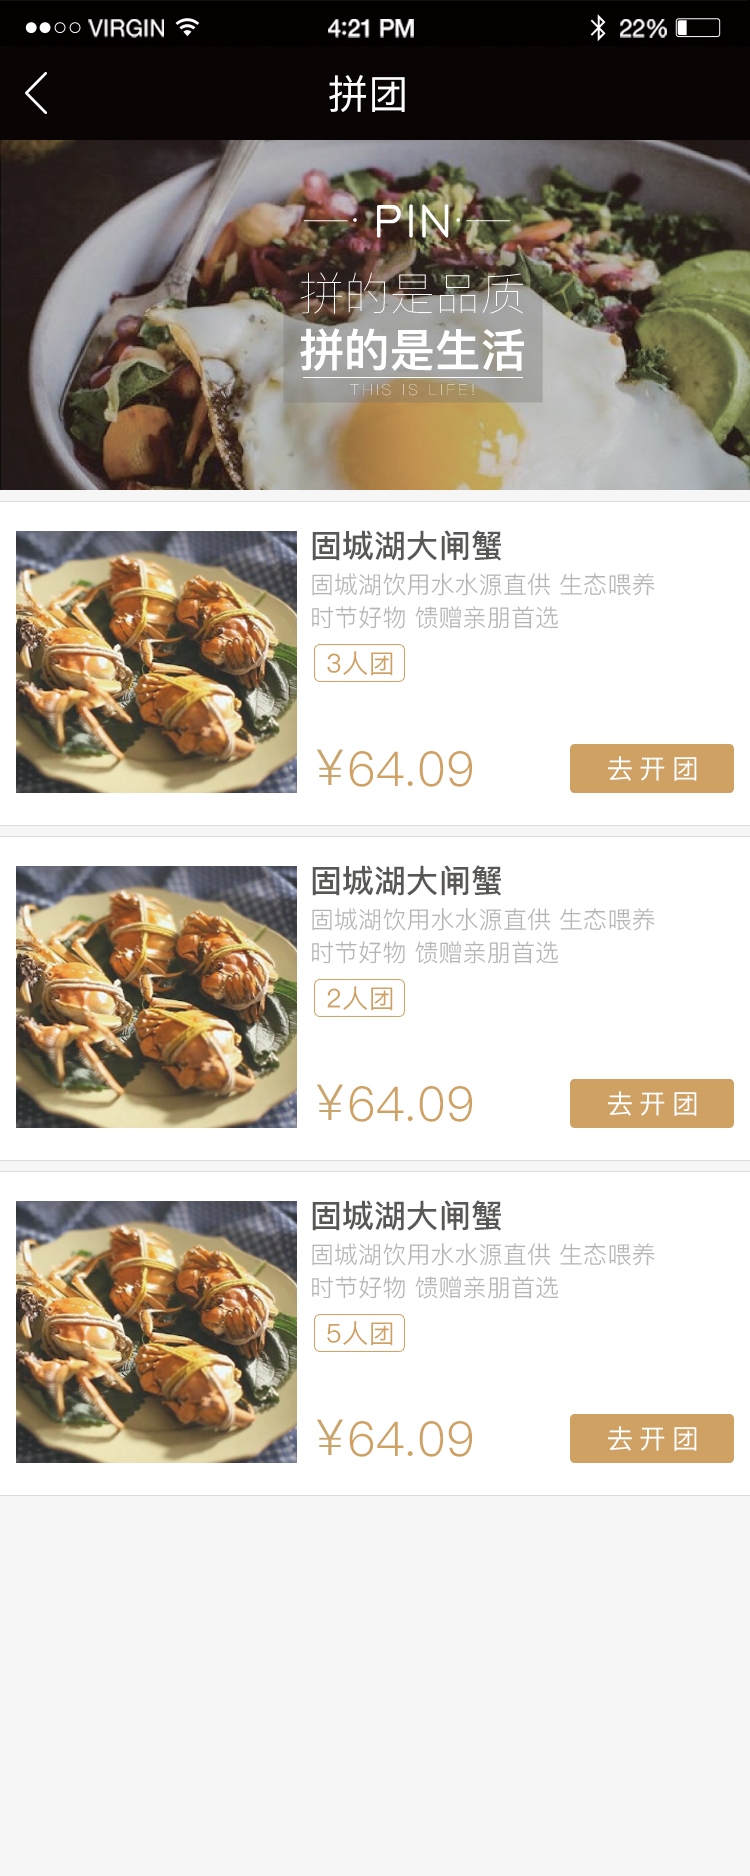 VIRGIN 4:21 PM 22%
拼团
PIN
拼的是品质
拼的是生活
THIS IS LIFE!
固城湖大闸蟹
固城湖饮用水水源直供 生态喂养
时节好物 馈赠亲朋首选
3人团
¥64.09 去开团
固城湖大闸蟹
固城湖饮用水水源直供 生态喂养
时节好物 馈赠亲朋首选
2人团
¥64.09 去开团
固城湖大闸蟹
固城湖饮用水水源直供 生态喂养
时节好物 馈赠亲朋首选
5人团
¥64.09 去开团